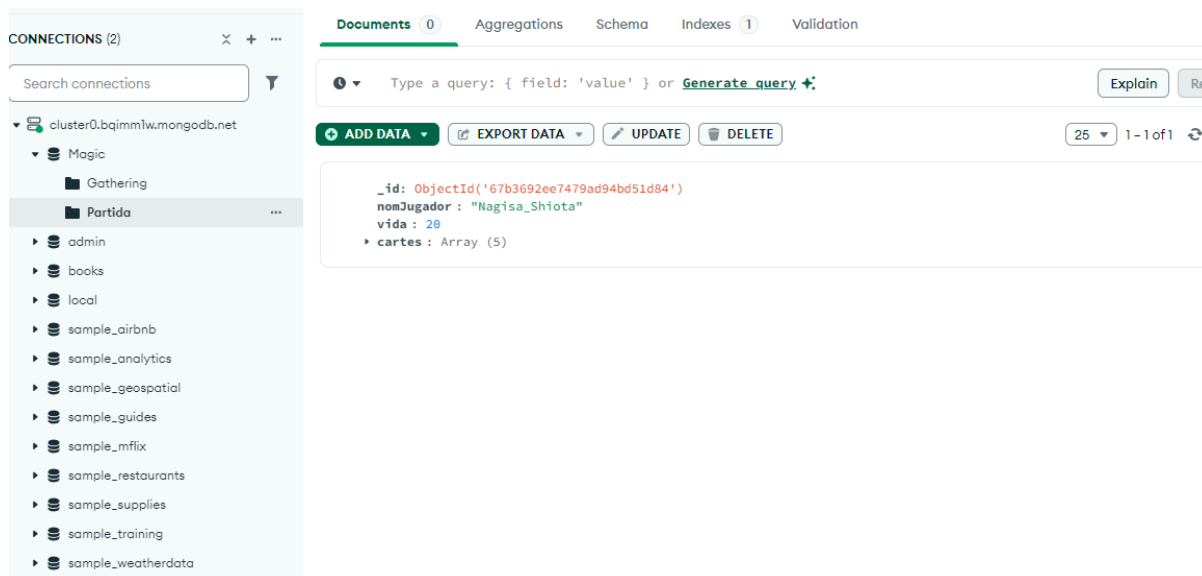 Documents 0 Aggregations Schema Indexes 1 Validation
CONNECTIONS (2)
Search connections
Type a query: { field: 'value' } or Generate query
Explain
ADD DATA EXPORT DATA UPDATE DELETE 25 1 – 1 of 1
cluster0.bqimm1w.mongodb.net
Magic
Gathering
Partida
admin
books
local
sample_airbnb
sample_analytics
sample_geospatial
sample_guides
sample_mflix
sample_restaurants
sample_supplies
sample_training
sample_weatherdata
_id: ObjectId('67b3692ee7479ad94bd51d84')
nomJugador : "Nagisa_Shiota"
vida : 20
cartes : Array (5)